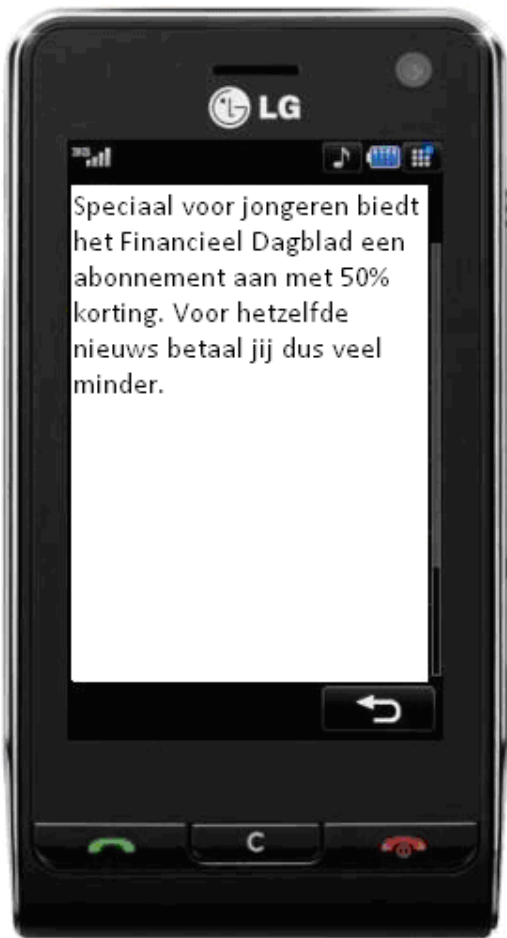 LG
3G
Speciaal voor jongeren biedt
het Financieel Dagblad een
abonnement aan met 50%
korting. Voor hetzelfde
nieuws betaal jij dus veel
minder.
C